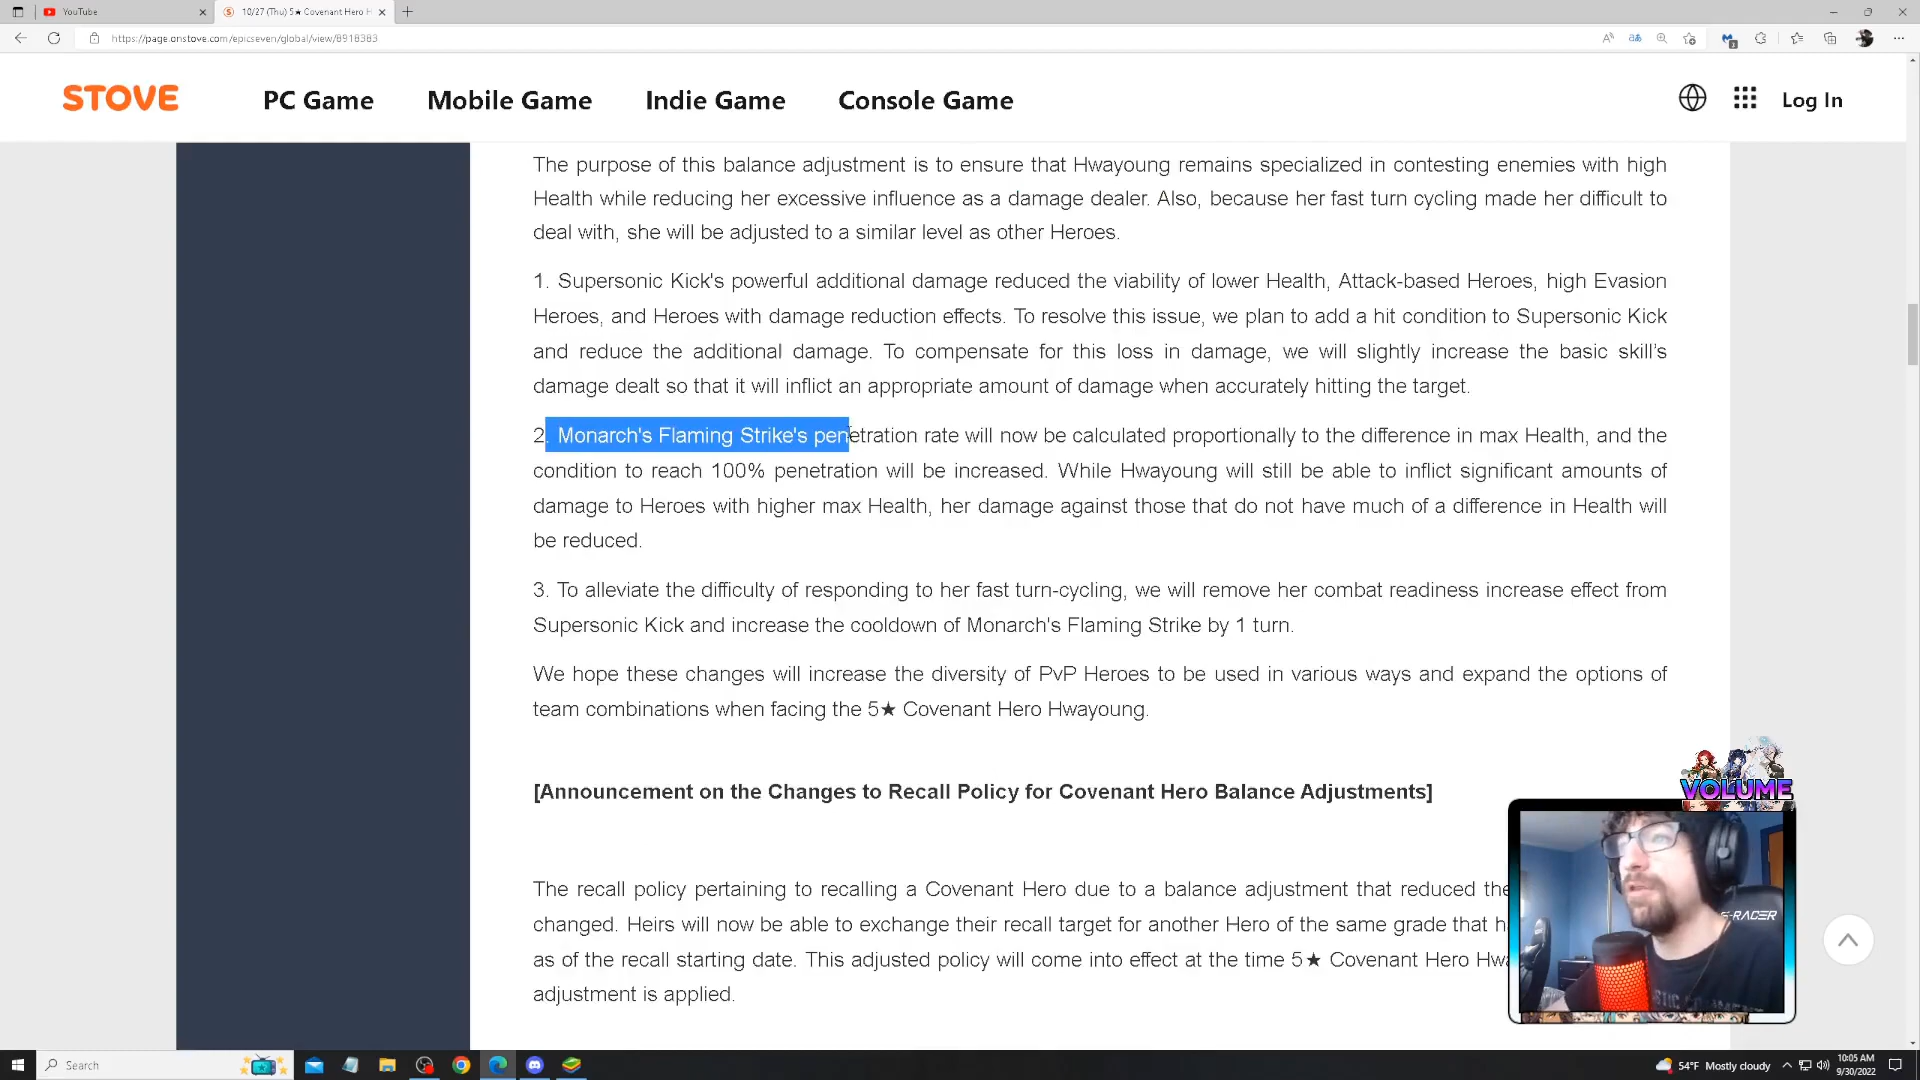 YouTube
10/27 (Thu) 5★ Covenant Hero H
https://page.onstove.com/epicseven/global/view/8918383
STOVE
PC Game
Mobile Game
Indie Game
Console Game
Log In
The purpose of this balance adjustment is to ensure that Hwayoung remains specialized in contesting enemies with high
Health while reducing her excessive influence as a damage dealer. Also, because her fast turn cycling made her difficult to
deal with, she will be adjusted to a similar level as other Heroes.
1. Supersonic Kick's powerful additional damage reduced the viability of lower Health, Attack-based Heroes, high Evasion
Heroes, and Heroes with damage reduction effects. To resolve this issue, we plan to add a hit condition to Supersonic Kick
and reduce the additional damage. To compensate for this loss in damage, we will slightly increase the basic skill's
damage dealt so that it will inflict an appropriate amount of damage when accurately hitting the target.
2. Monarch's Flaming Strike's penetration rate will now be calculated proportionally to the difference in max Health, and the
condition to reach 100% penetration will be increased. While Hwayoung will still be able to inflict significant amounts of
damage to Heroes with higher max Health, her damage against those that do not have much of a difference in Health will
be reduced.
3. To alleviate the difficulty of responding to her fast turn-cycling, we will remove her combat readiness increase effect from
Supersonic Kick and increase the cooldown of Monarch's Flaming Strike by 1 turn.
We hope these changes will increase the diversity of PvP Heroes to be used in various ways and expand the options of
team combinations when facing the 5★ Covenant Hero Hwayoung.
[Announcement on the Changes to Recall Policy for Covenant Hero Balance Adjustments]
VOLUME
The recall policy pertaining to recalling a Covenant Hero due to a balance adjustment that reduced the
changed. Heirs will now be able to exchange their recall target for another Hero of the same grade that h
as of the recall starting date. This adjusted policy will come into effect at the time 5★ Covenant Hero Hwa
adjustment is applied.
S-RACER
Search
54°F Mostly cloudy
10:05 AM
9/30/2022